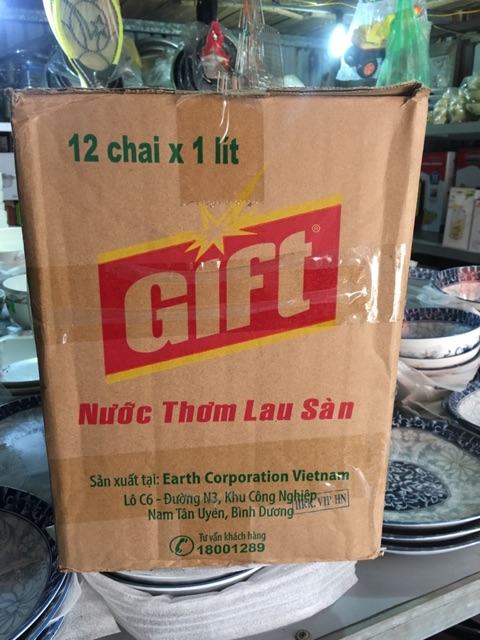 12 chai x 1 lít
Gift®
Nước Thơm Lau Sàn
Sản xuất tại: Earth Corporation Vietnam
Lô C6 - Đường N3, Khu Công Nghiệp
Nam Tân Uyên, Bình Dương
Tư vấn khách hàng
18001289